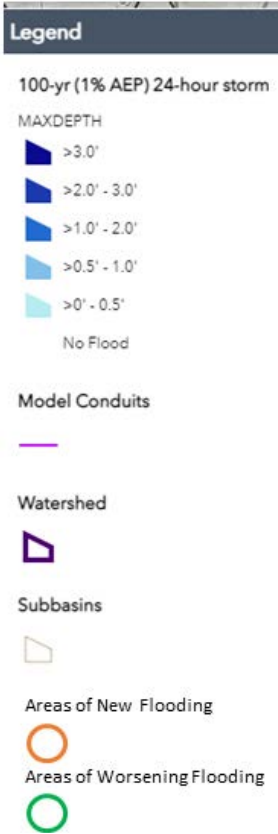 Legend
100-yr (1% AEP) 24-hour storm
MAXDEPTH
>3.0'
>2.0' - 3.0'
>1.0' - 2.0'
>0.5' - 1.0'
>0' - 0.5'
No Flood
Model Conduits
Watershed
Subbasins
Areas of New Flooding
Areas of Worsening Flooding